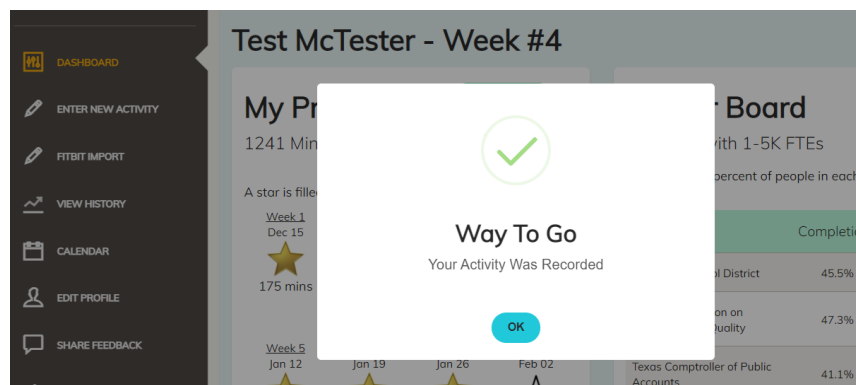 Test McTester - Week #4
DASHBOARD
ENTER NEW ACTIVITY
FITBIT IMPORT
VIEW HISTORY
CALENDAR
EDIT PROFILE
SHARE FEEDBACK
My Pr
1241 Min
A star is fille
Week 1
Dec 15
175 mins
Week 5
Jan 12
Jan 19
Jan 26
Feb 02
Way To Go
Your Activity Was Recorded
OK
Board
with 1-5K FTEs
percent of people in each
Completi
ol District
45.5%
on on
Quality
47.3%
Texas Comptroller of Public
Accounts
41.1%